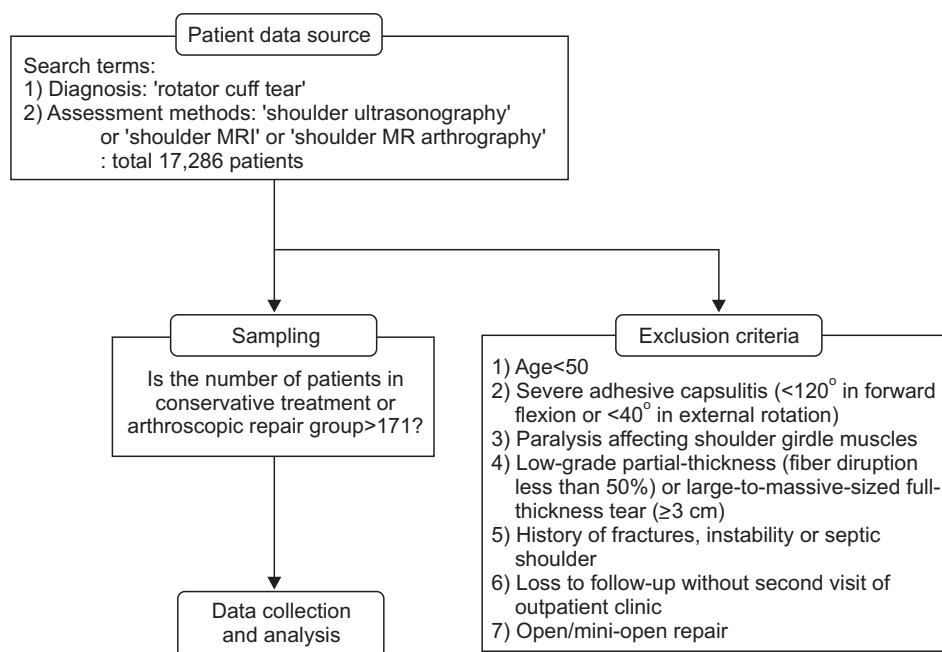 Patient data source
Search terms:
1) Diagnosis: 'rotator cuff tear'
2) Assessment methods: 'shoulder ultrasonography'
or 'shoulder MRI' or 'shoulder MR arthrography'
: total 17,286 patients
Sampling
Is the number of patients in
conservative treatment or
arthroscopic repair group>171?
Exclusion criteria
1) Age<50
2) Severe adhesive capsulitis (<120° in forward
flexion or <40° in external rotation)
3) Paralysis affecting shoulder girdle muscles
4) Low-grade partial-thickness (fiber diruption
less than 50%) or large-to-massive-sized full-
thickness tear (≥3 cm)
5) History of fractures, instability or septic
shoulder
6) Loss to follow-up without second visit of
outpatient clinic
7) Open/mini-open repair
Data collection
and analysis